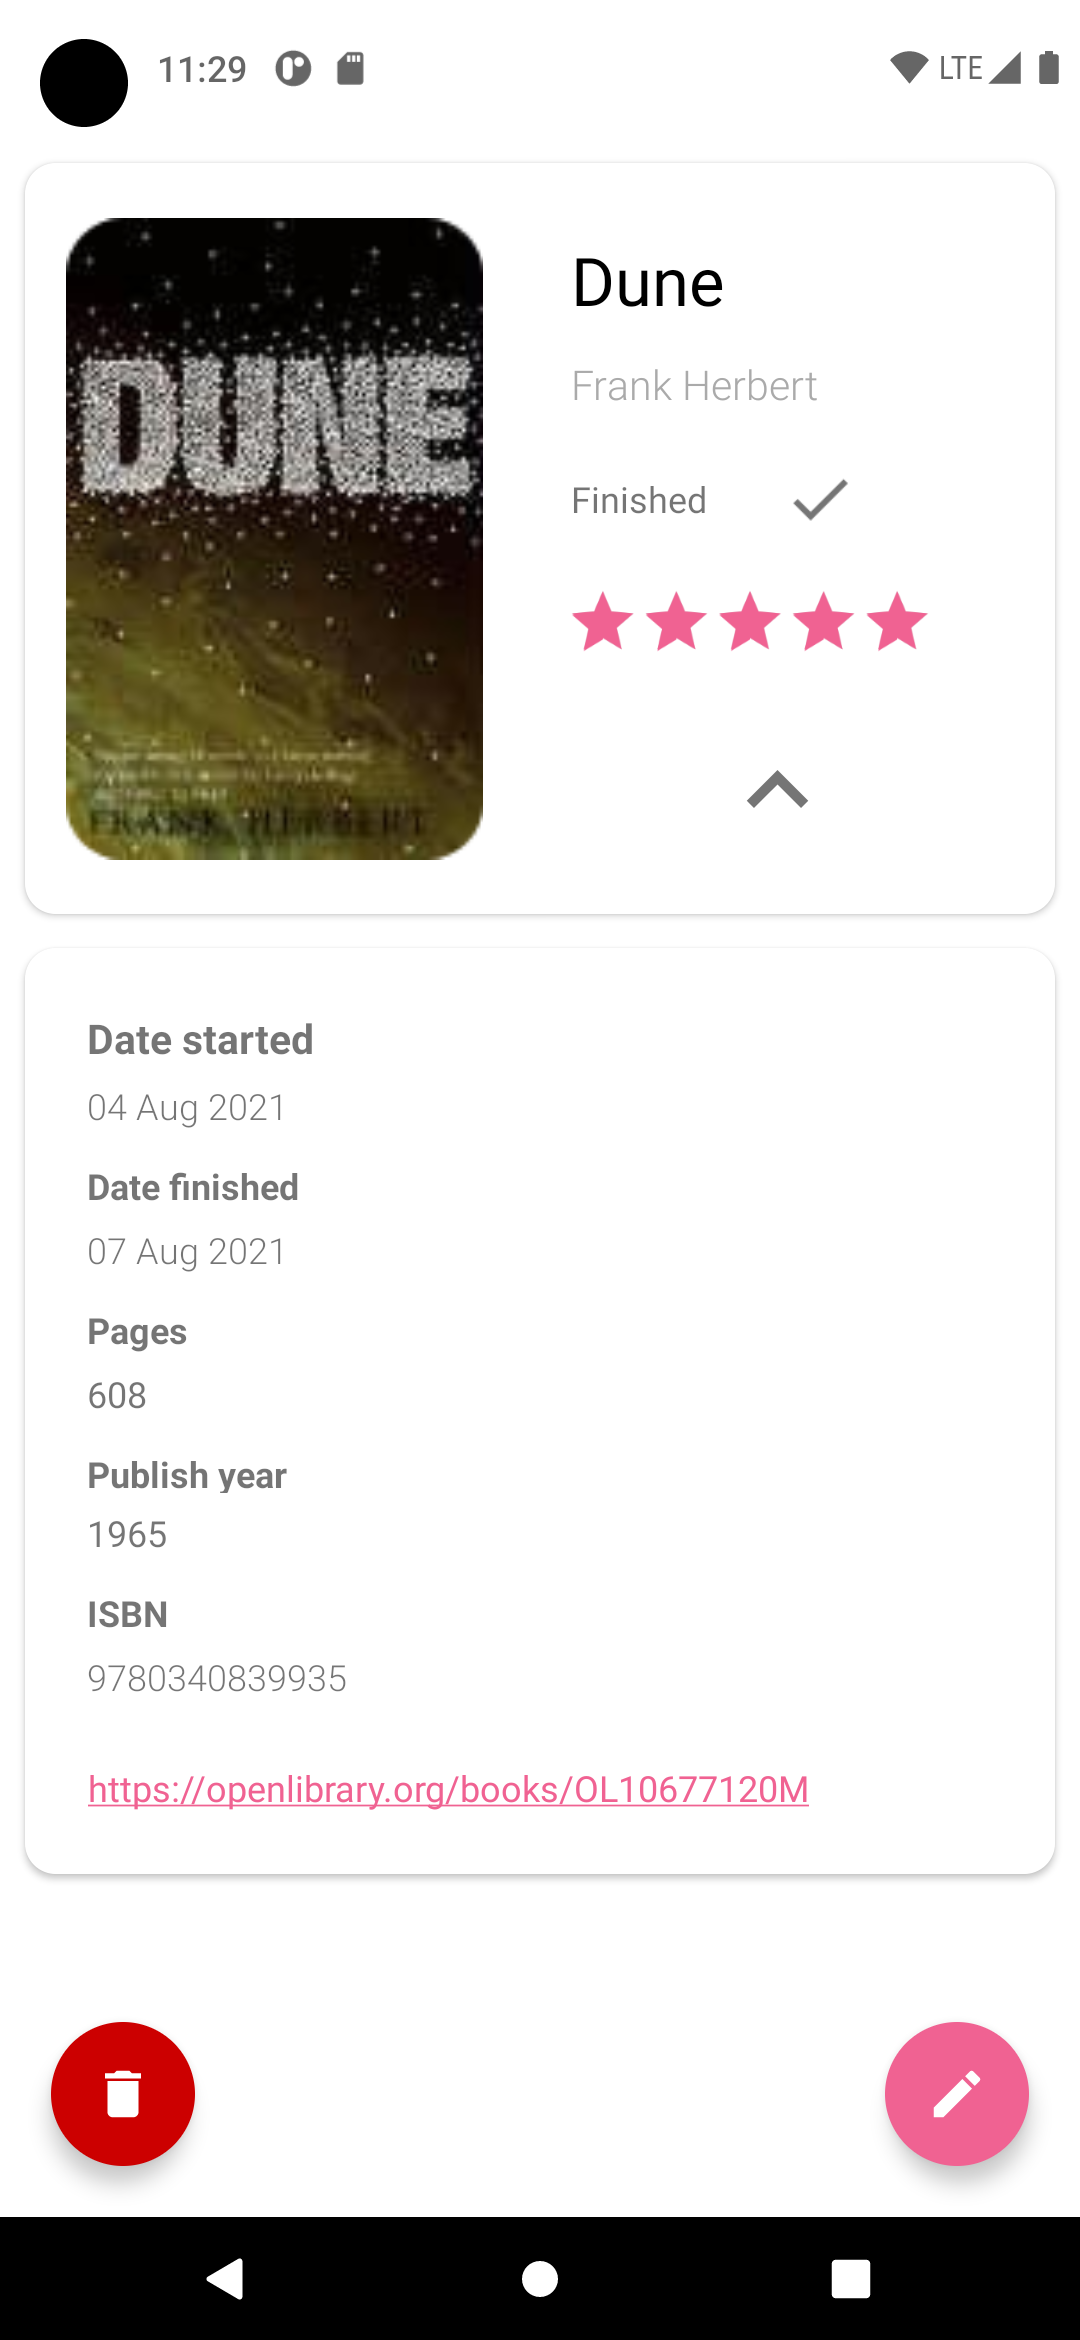 11:29
LTE
DUNE
FRANK HERBERT
Dune
Frank Herbert
Finished
Date started
04 Aug 2021
Date finished
07 Aug 2021
Pages
608
Publish year
1965
ISBN
9780340839935
https://openlibrary.org/books/OL10677120M